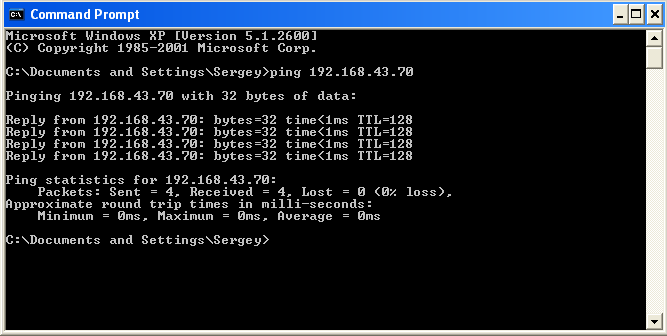 Command Prompt
Microsoft Windows XP [Version 5.1.2600]
(C) Copyright 1985-2001 Microsoft Corp.
C:\Documents and Settings\Sergey>ping 192.168.43.70
Pinging 192.168.43.70 with 32 bytes of data:
Reply from 192.168.43.70: bytes=32 time<1ms TTL=128
Reply from 192.168.43.70: bytes=32 time<1ms TTL=128
Reply from 192.168.43.70: bytes=32 time<1ms TTL=128
Reply from 192.168.43.70: bytes=32 time<1ms TTL=128
Ping statistics for 192.168.43.70:
    Packets: Sent = 4, Received = 4, Lost = 0 (0% loss),
Approximate round trip times in milli-seconds:
    Minimum = 0ms, Maximum = 0ms, Average = 0ms
C:\Documents and Settings\Sergey>